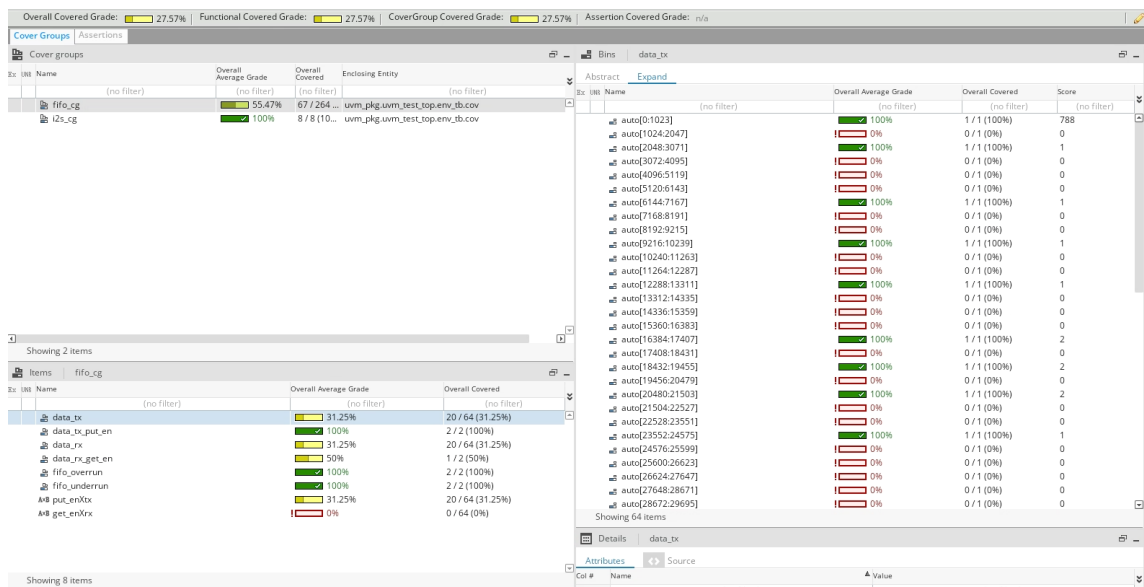 Overall Covered Grade: 27.57% Functional Covered Grade: 27.57% CoverGroup Covered Grade: 27.57% Assertion Covered Grade: n/a
Cover Groups Assertions
Cover groups
Ex UNR Name Overall Average Grade Overall Covered Enclosing Entity
(no filter) (no filter) (no filter) (no filter)
fifo_cg 55.47% 67 / 264 ... uvm_pkg.uvm_test_top.env_tb.cov
i2s_cg 100% 8 / 8 (10... uvm_pkg.uvm_test_top.env_tb.cov
Showing 2 items
Items fifo_cg
Ex UNR Name Overall Average Grade Overall Covered
(no filter) (no filter) (no filter)
data_tx 31.25% 20 / 64 (31.25%)
data_tx_put_en 100% 2 / 2 (100%)
data_rx 31.25% 20 / 64 (31.25%)
data_rx_get_en 50% 1 / 2 (50%)
fifo_overrun 100% 2 / 2 (100%)
fifo_underrun 100% 2 / 2 (100%)
A×B put_enXtx 31.25% 20 / 64 (31.25%)
A×B get_enXrx 0% 0 / 64 (0%)
Showing 8 items
Bins data_tx
Abstract Expand
Ex UNR Name Overall Average Grade Overall Covered Score
(no filter) (no filter) (no filter) (no filter)
auto[0:1023] 100% 1 / 1 (100%) 788
auto[1024:2047] 0% 0 / 1 (0%) 0
auto[2048:3071] 100% 1 / 1 (100%) 1
auto[3072:4095] 0% 0 / 1 (0%) 0
auto[4096:5119] 0% 0 / 1 (0%) 0
auto[5120:6143] 0% 0 / 1 (0%) 0
auto[6144:7167] 100% 1 / 1 (100%) 1
auto[7168:8191] 0% 0 / 1 (0%) 0
auto[8192:9215] 0% 0 / 1 (0%) 0
auto[9216:10239] 100% 1 / 1 (100%) 1
auto[10240:11263] 0% 0 / 1 (0%) 0
auto[11264:12287] 0% 0 / 1 (0%) 0
auto[12288:13311] 100% 1 / 1 (100%) 1
auto[13312:14335] 0% 0 / 1 (0%) 0
auto[14336:15359] 0% 0 / 1 (0%) 0
auto[15360:16383] 0% 0 / 1 (0%) 0
auto[16384:17407] 100% 1 / 1 (100%) 2
auto[17408:18431] 0% 0 / 1 (0%) 0
auto[18432:19455] 100% 1 / 1 (100%) 2
auto[19456:20479] 0% 0 / 1 (0%) 0
auto[20480:21503] 100% 1 / 1 (100%) 2
auto[21504:22527] 0% 0 / 1 (0%) 0
auto[22528:23551] 0% 0 / 1 (0%) 0
auto[23552:24575] 100% 1 / 1 (100%) 1
auto[24576:25599] 0% 0 / 1 (0%) 0
auto[25600:26623] 0% 0 / 1 (0%) 0
auto[26624:27647] 0% 0 / 1 (0%) 0
auto[27648:28671] 0% 0 / 1 (0%) 0
auto[28672:29695] 0% 0 / 1 (0%) 0
Showing 64 items
Details data_tx
Attributes Source
Col # Name Value